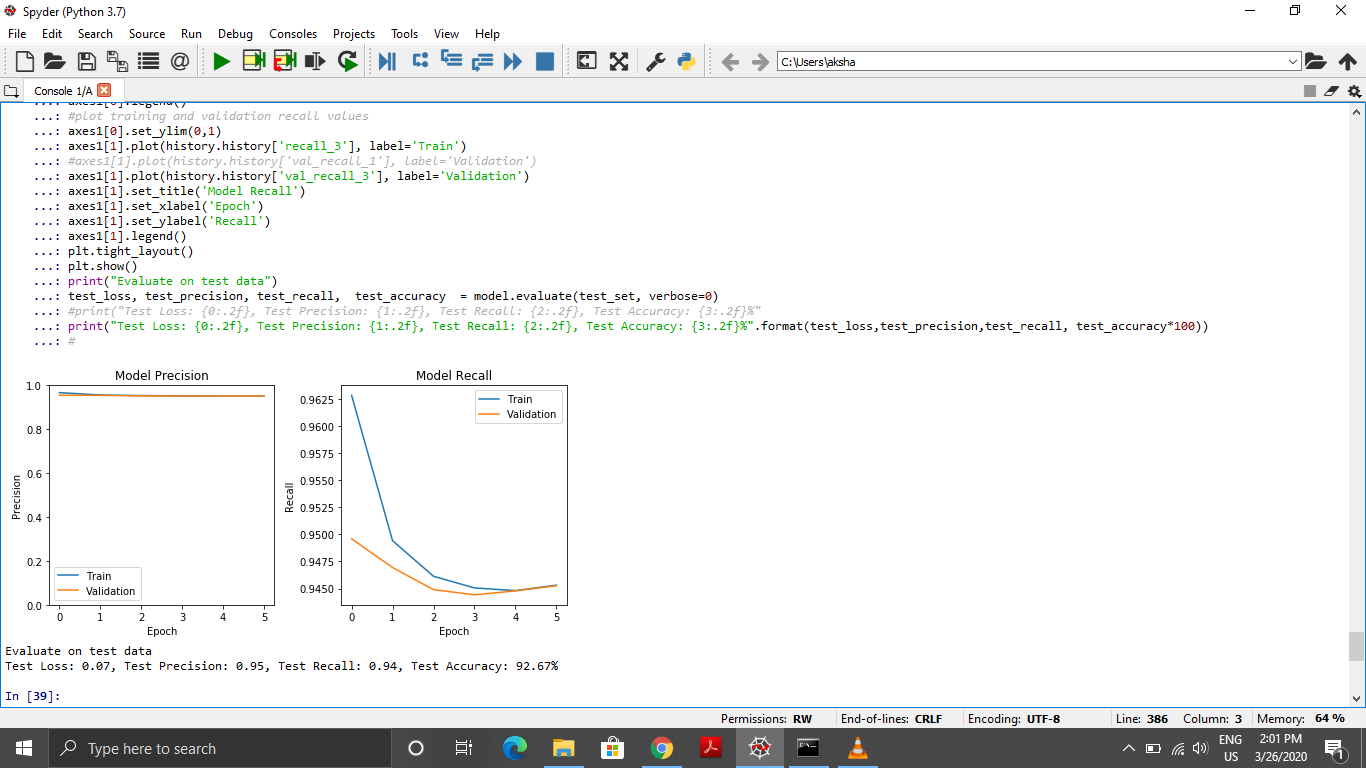 Spyder (Python 3.7)
File Edit Search Source Run Debug Consoles Projects Tools View Help
C:\Users\aksha
Console 1/A
...: axes1[0].legend()
...: #plot training and validation recall values
...: axes1[0].set_ylim(0,1)
...: axes1[1].plot(history.history['recall_3'], label='Train')
...: #axes1[1].plot(history.history['val_recall_1'], label='Validation')
...: axes1[1].plot(history.history['val_recall_3'], label='Validation')
...: axes1[1].set_title('Model Recall')
...: axes1[1].set_xlabel('Epoch')
...: axes1[1].set_ylabel('Recall')
...: axes1[1].legend()
...: plt.tight_layout()
...: plt.show()
...: print("Evaluate on test data")
...: test_loss, test_precision, test_recall,  test_accuracy  = model.evaluate(test_set, verbose=0)
...: #print("Test Loss: {0:.2f}, Test Precision: {1:.2f}, Test Recall: {2:.2f}, Test Accuracy: {3:.2f}%"
...: print("Test Loss: {0:.2f}, Test Precision: {1:.2f}, Test Recall: {2:.2f}, Test Accuracy: {3:.2f}%".format(test_loss,test_precision,test_recall, test_accuracy*100))
...: #
Model Precision
1.0
0.8
0.6
0.4
0.2
0.0
Precision
Train
Validation
0 1 2 3 4 5
Epoch
Model Recall
0.9625
0.9600
0.9575
0.9550
0.9525
0.9500
0.9475
0.9450
Recall
Train
Validation
0 1 2 3 4 5
Epoch
Evaluate on test data
Test Loss: 0.07, Test Precision: 0.95, Test Recall: 0.94, Test Accuracy: 92.67%
In [39]:
Permissions: RW End-of-lines: CRLF Encoding: UTF-8 Line: 386 Column: 3 Memory: 64 %
Type here to search
ENG
US
2:01 PM
3/26/2020
1